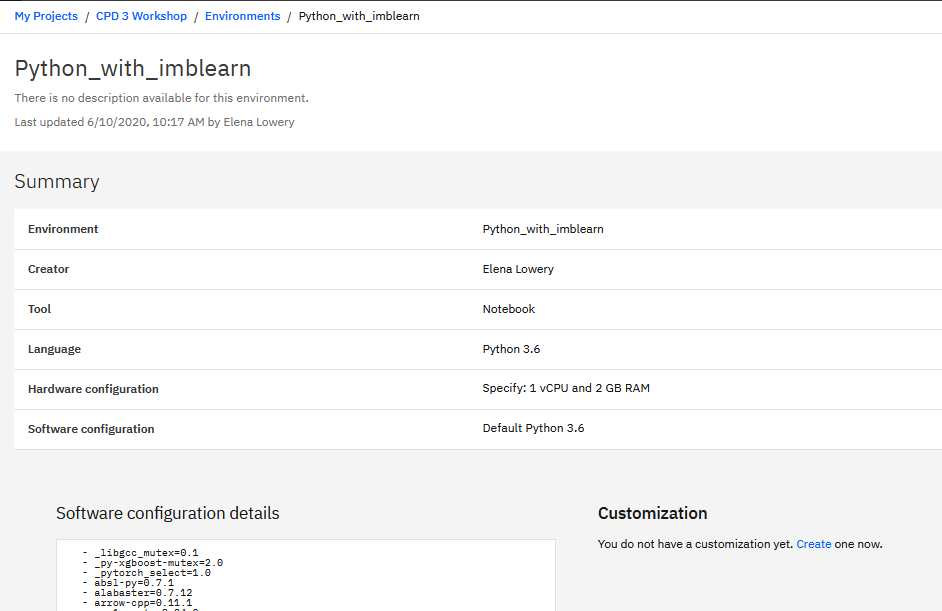 My Projects / CPD 3 Workshop / Environments / Python_with_imblearn
Python_with_imblearn
There is no description available for this environment.
Last updated 6/10/2020, 10:17 AM by Elena Lowery
Summary
Environment Python_with_imblearn
Creator Elena Lowery
Tool Notebook
Language Python 3.6
Hardware configuration Specify: 1 vCPU and 2 GB RAM
Software configuration Default Python 3.6
Software configuration details
- _libgcc_mutex=0.1
- _py-xgboost-mutex=2.0
- _pytorch_select=1.0
- absl-py=0.7.1
- alabaster=0.7.12
- arrow-cpp=0.11.1
Customization
You do not have a customization yet. Create one now.